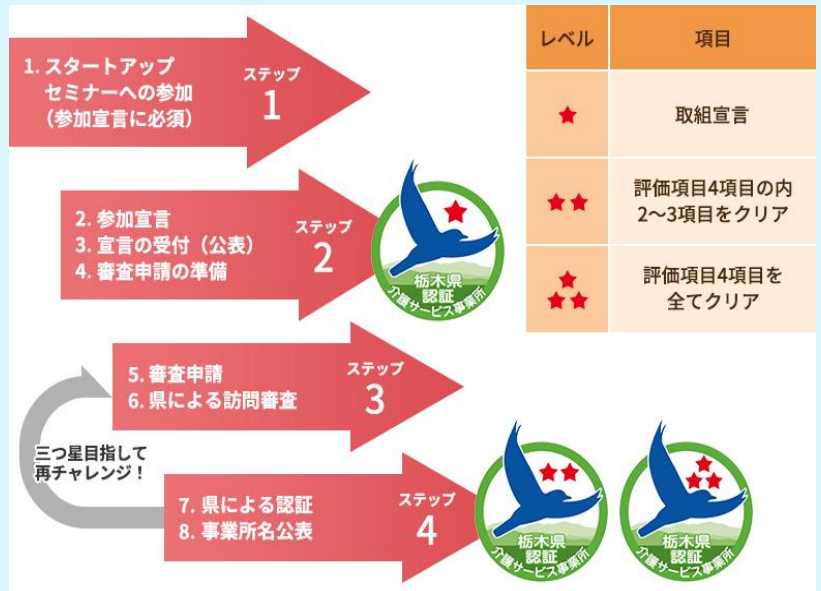 1. スタートアップ
セミナーへの参加
（参加宣言に必須）
ステップ
1
レベル
項目
★
取組宣言
★★
評価項目4項目の内
2～3項目をクリア
★★★
評価項目4項目を
全てクリア
2. 参加宣言
3. 宣言の受付（公表）
4. 審査申請の準備
ステップ
2
栃木県
認証
介護サービス事業所
5. 審査申請
6. 県による訪問審査
ステップ
3
三つ星目指して
再チャレンジ！
7. 県による認証
8. 事業所名公表
ステップ
4
栃木県
認証
介護サービス事業所
栃木県
認証
介護サービス事業所